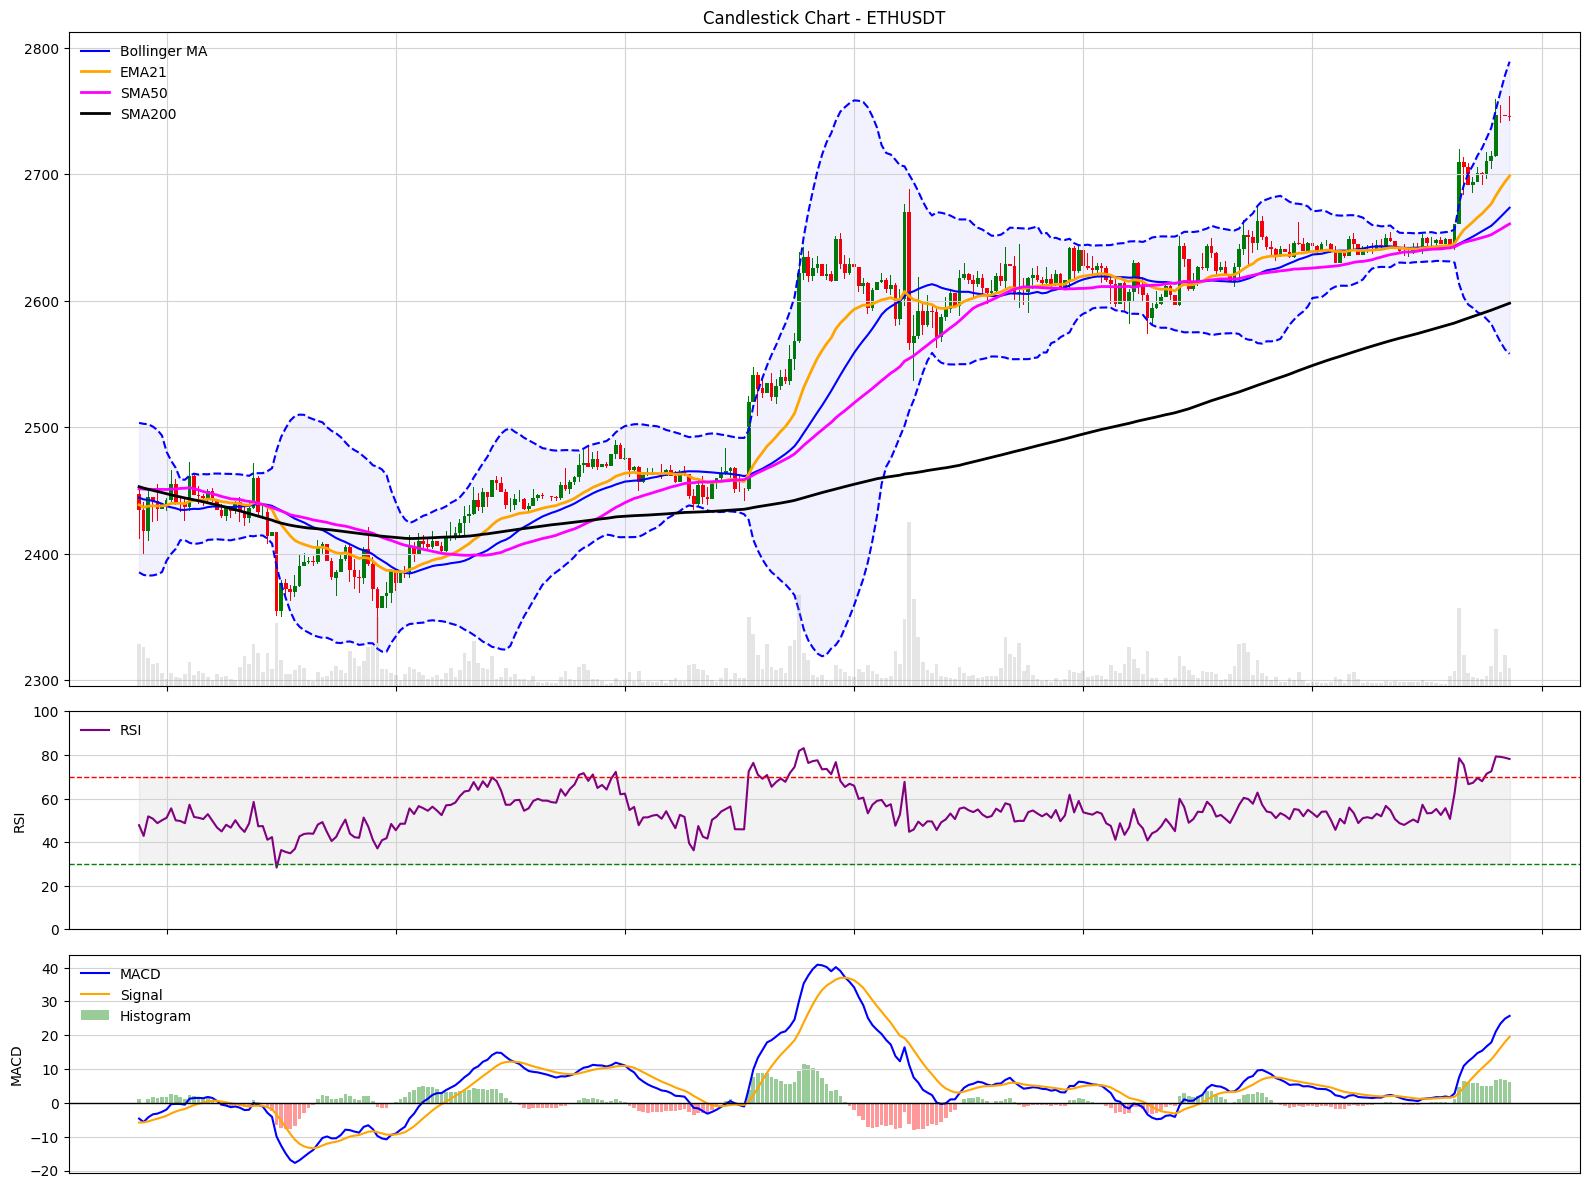 Candlestick Chart - ETHUSDT
2800
2700
2600
2500
2400
2300
Bollinger MA
EMA21
SMA50
SMA200
100
80
60
40
20
0
RSI
RSI
40
30
20
10
0
−10
−20
MACD
MACD
Signal
Histogram